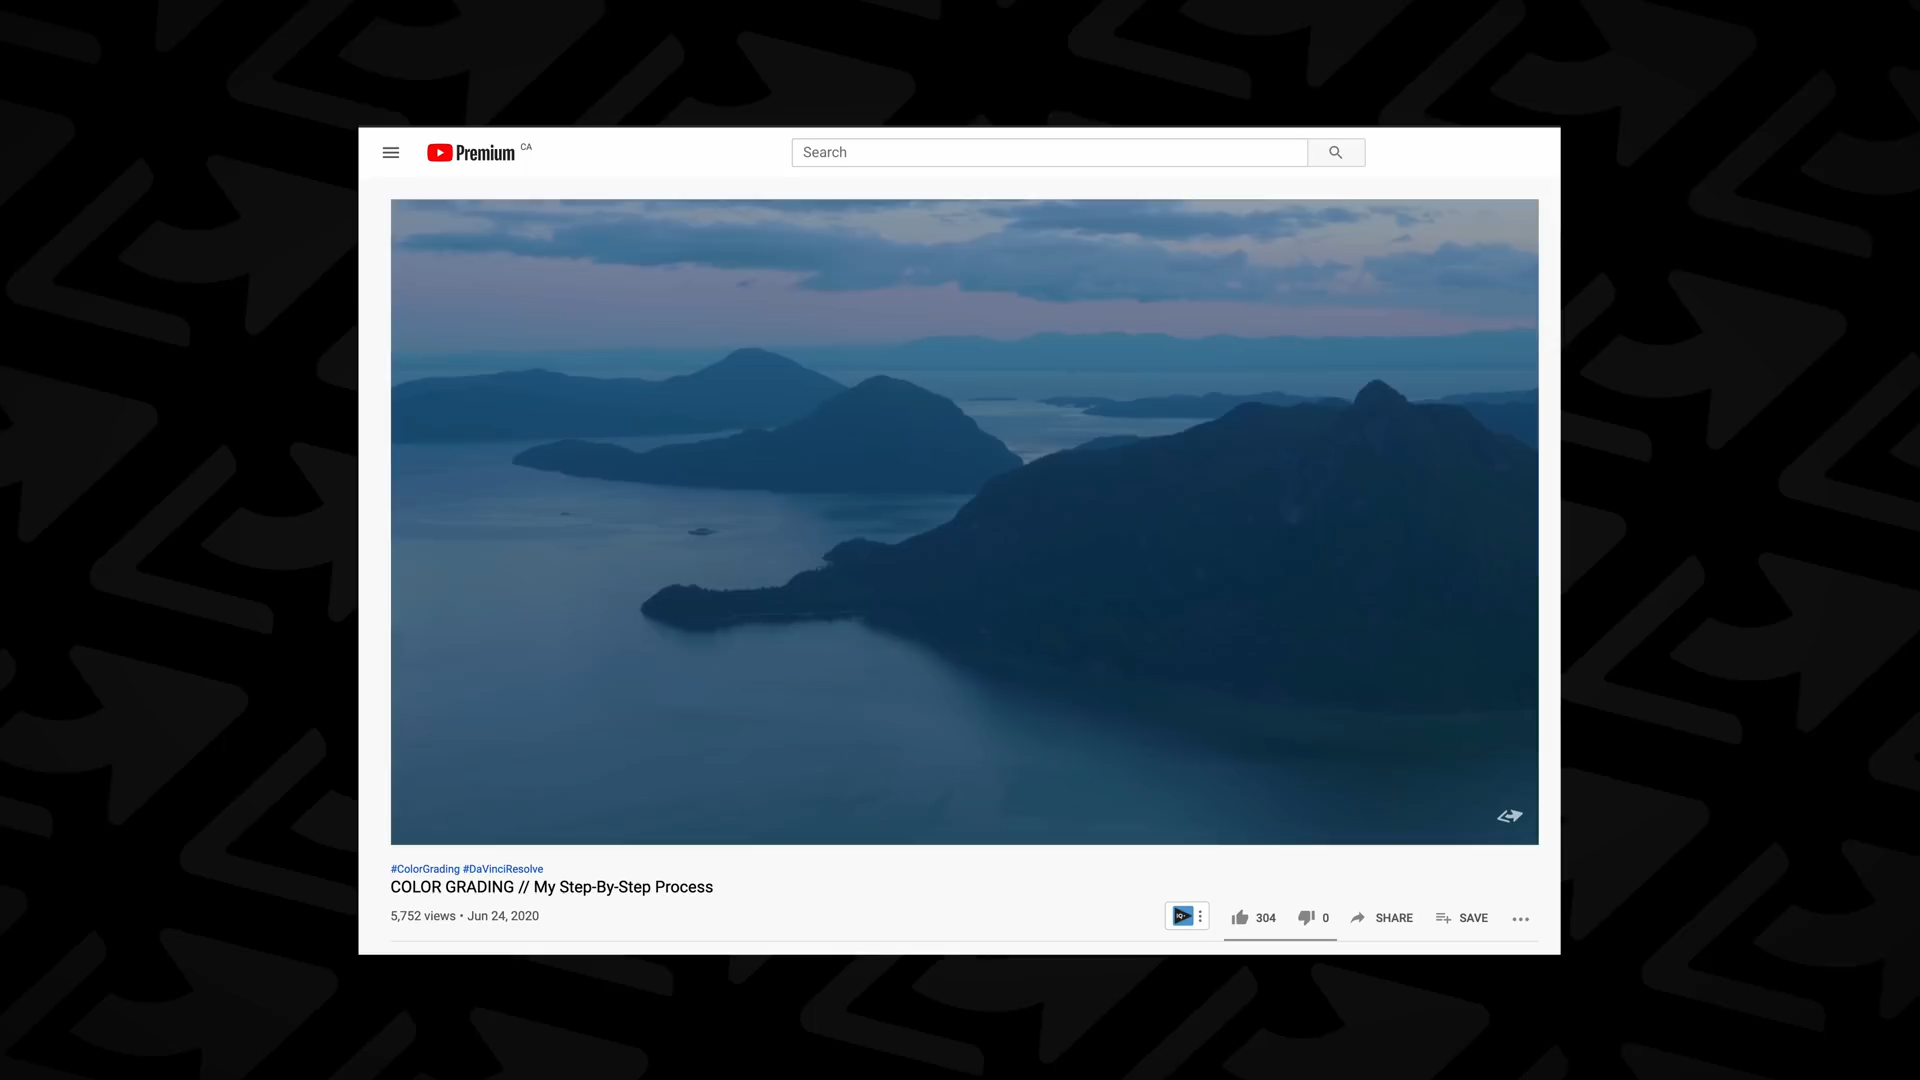 Premium CA
Search
#ColorGrading #DaVinciResolve
COLOR GRADING // My Step-By-Step Process
5,752 views • Jun 24, 2020
IQ+
304
0
SHARE
SAVE